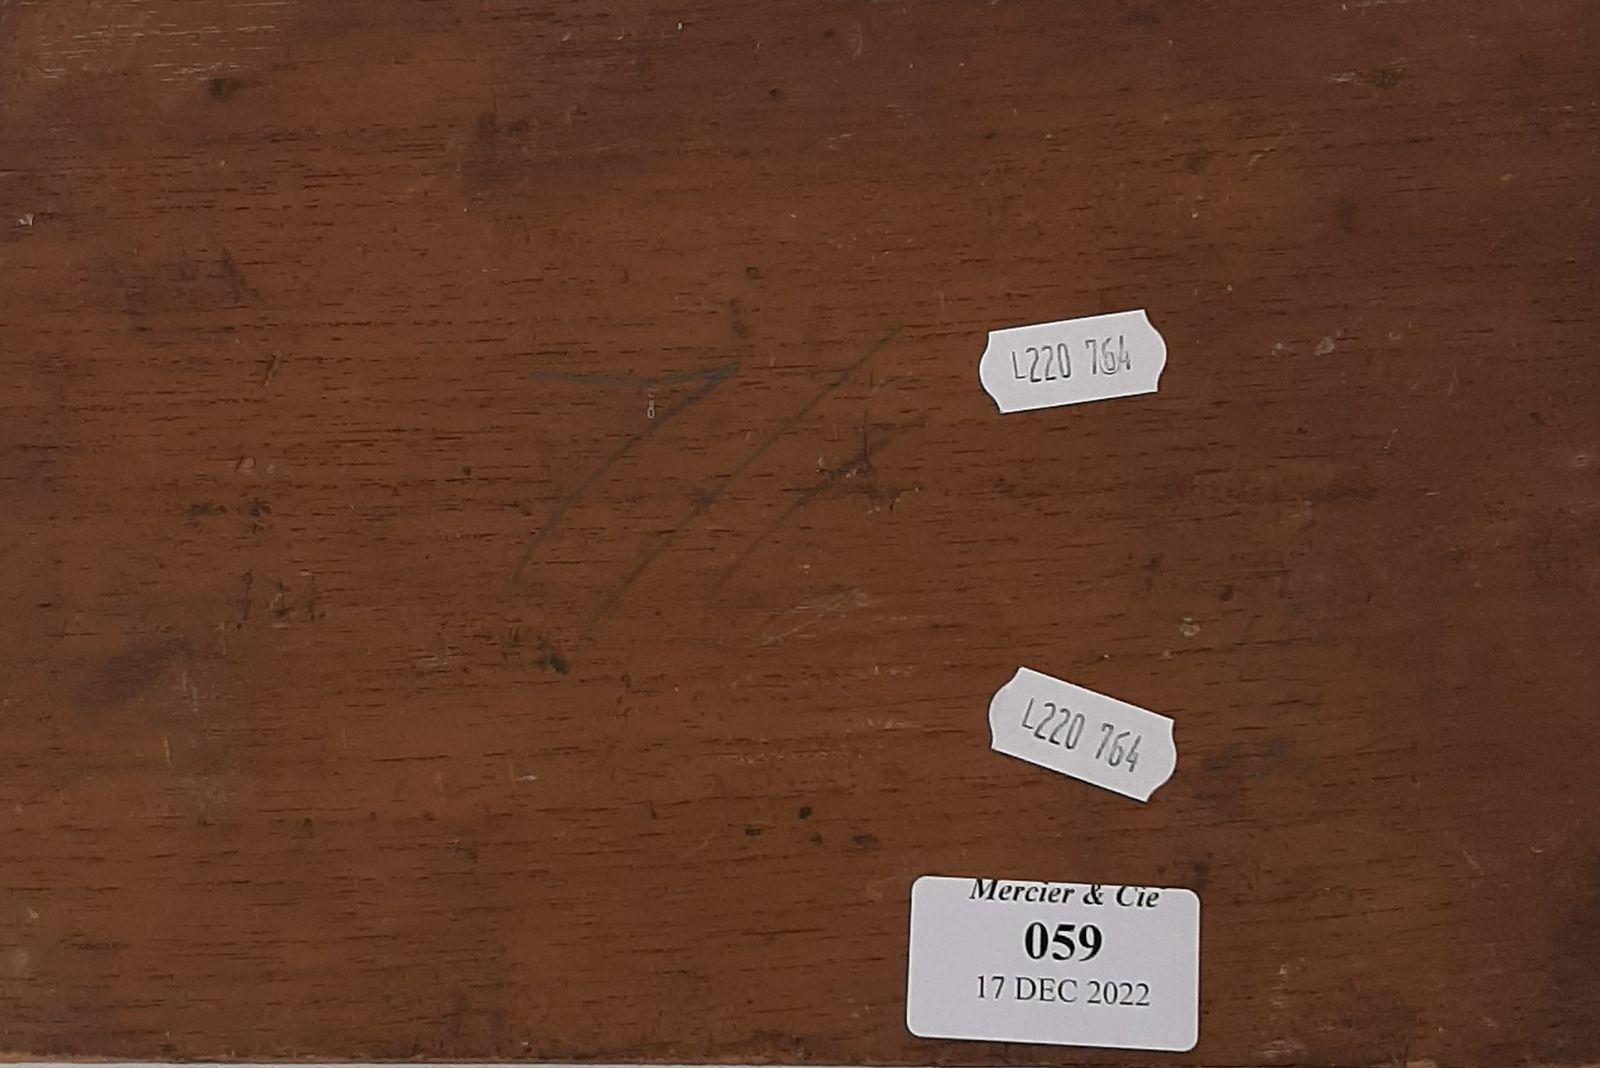 L220 764
L220 764
Mercier & Cie
059
17 DEC 2022